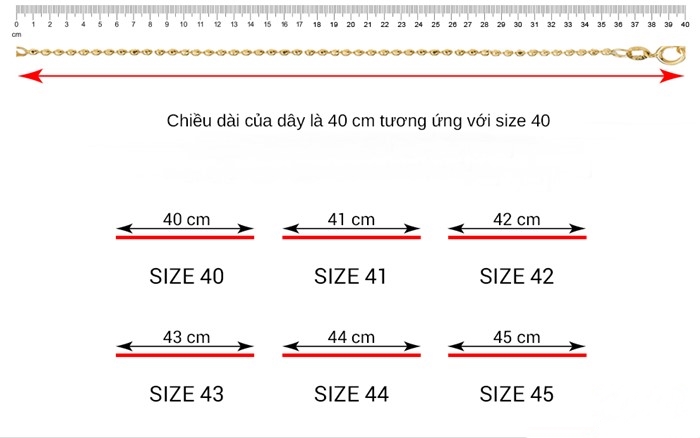 0 1 2 3 4 5 6 7 8 9 10 11 12 13 14 15 16 17 18 19 20 21 22 23 24 25 26 27 28 29 30 31 32 33 34 35 36 37 38 39 40
cm
Chiều dài của dây là 40 cm tương ứng với size 40
40 cm 41 cm 42 cm
SIZE 40 SIZE 41 SIZE 42
43 cm 44 cm 45 cm
SIZE 43 SIZE 44 SIZE 45